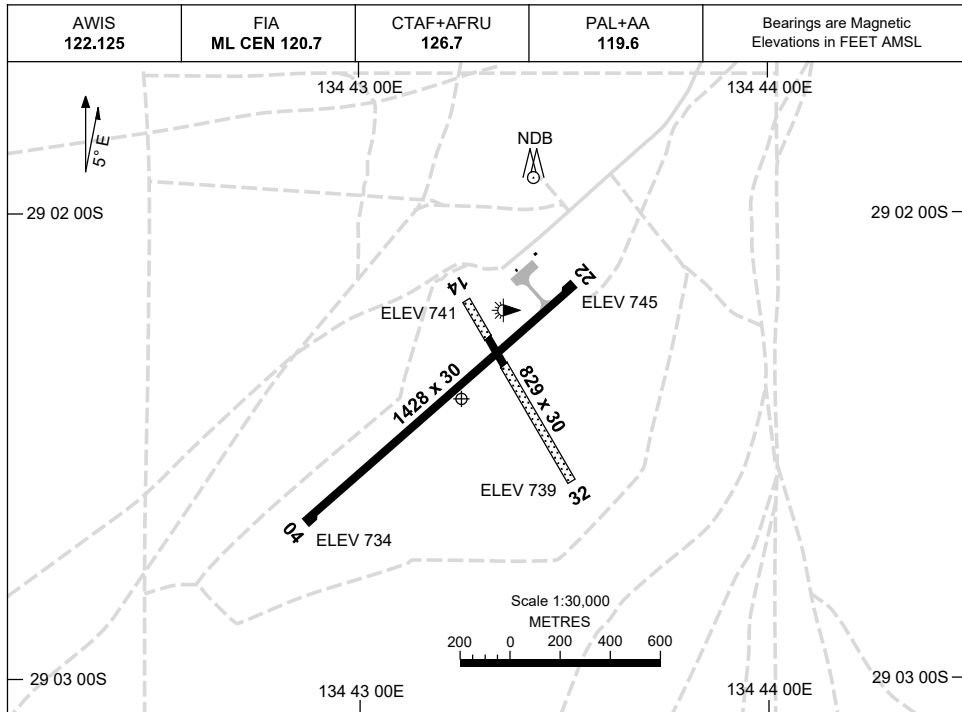 AWIS
122.125
FIA
ML CEN 120.7
CTAF+AFRU
126.7
PAL+AA
119.6
Bearings are Magnetic
Elevations in FEET AMSL
134 43 00E
134 44 00E
5° E
NDB
29 02 00S
29 02 00S
14
22
ELEV 741
ELEV 745
1428 x 30
829 x 30
ELEV 739
32
04
ELEV 734
Scale 1:30,000
METRES
200 0 200 400 600
29 03 00S
134 43 00E
134 44 00E
29 03 00S